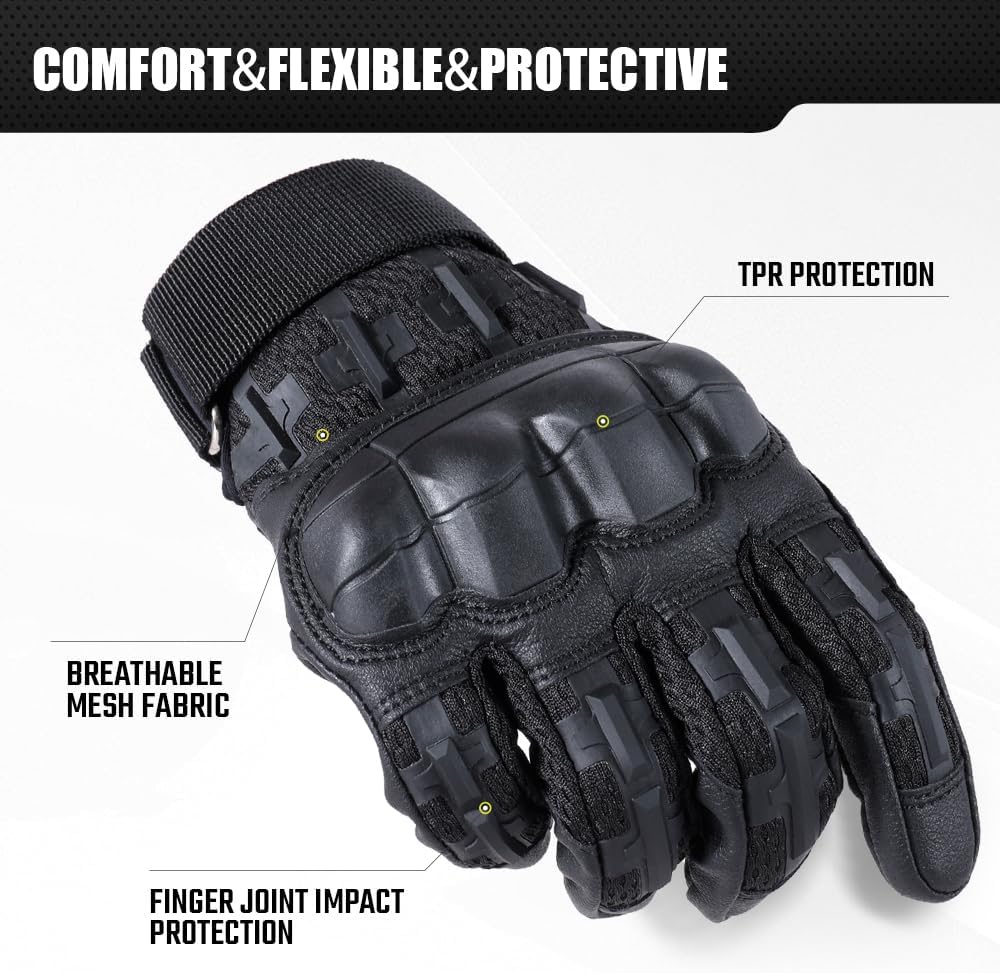 COMFORT&FLEXIBLE&PROTECTIVE
TPR PROTECTION
BREATHABLE
MESH FABRIC
FINGER JOINT IMPACT
PROTECTION